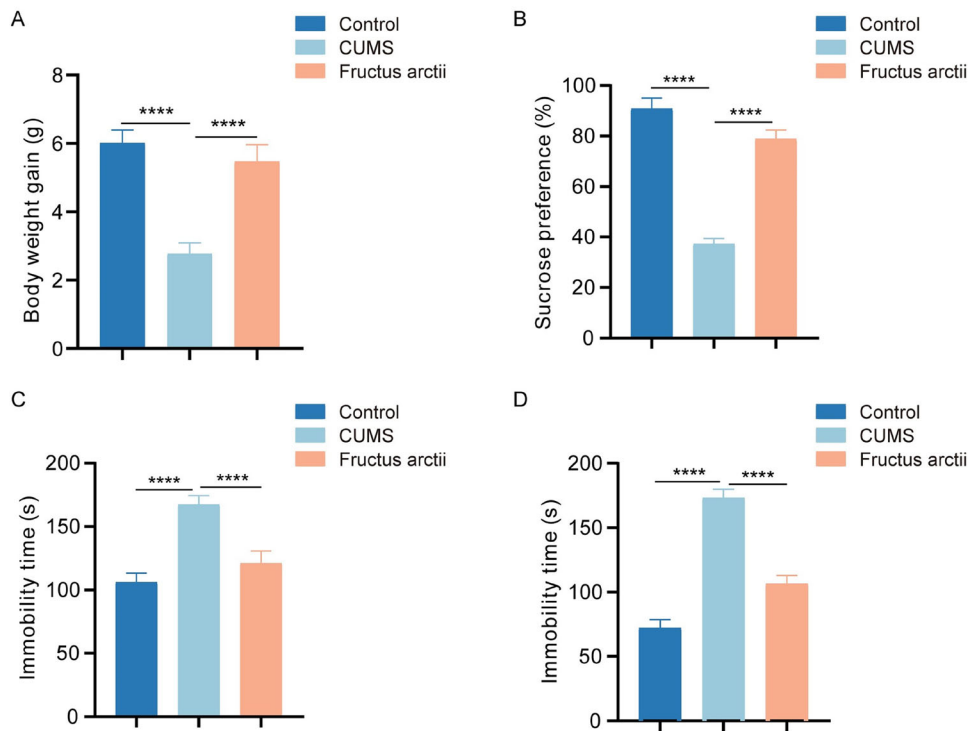 A
Control
CUMS
Fructus arctii
Body weight gain (g)
8
6
4
2
0
****
****
B
Control
CUMS
Fructus arctii
Sucrose preference (%)
100
80
60
40
20
0
****
****
C
Control
CUMS
Fructus arctii
Immobility time (s)
200
150
100
50
0
****
****
D
Control
CUMS
Fructus arctii
Immobility time (s)
200
150
100
50
0
****
****